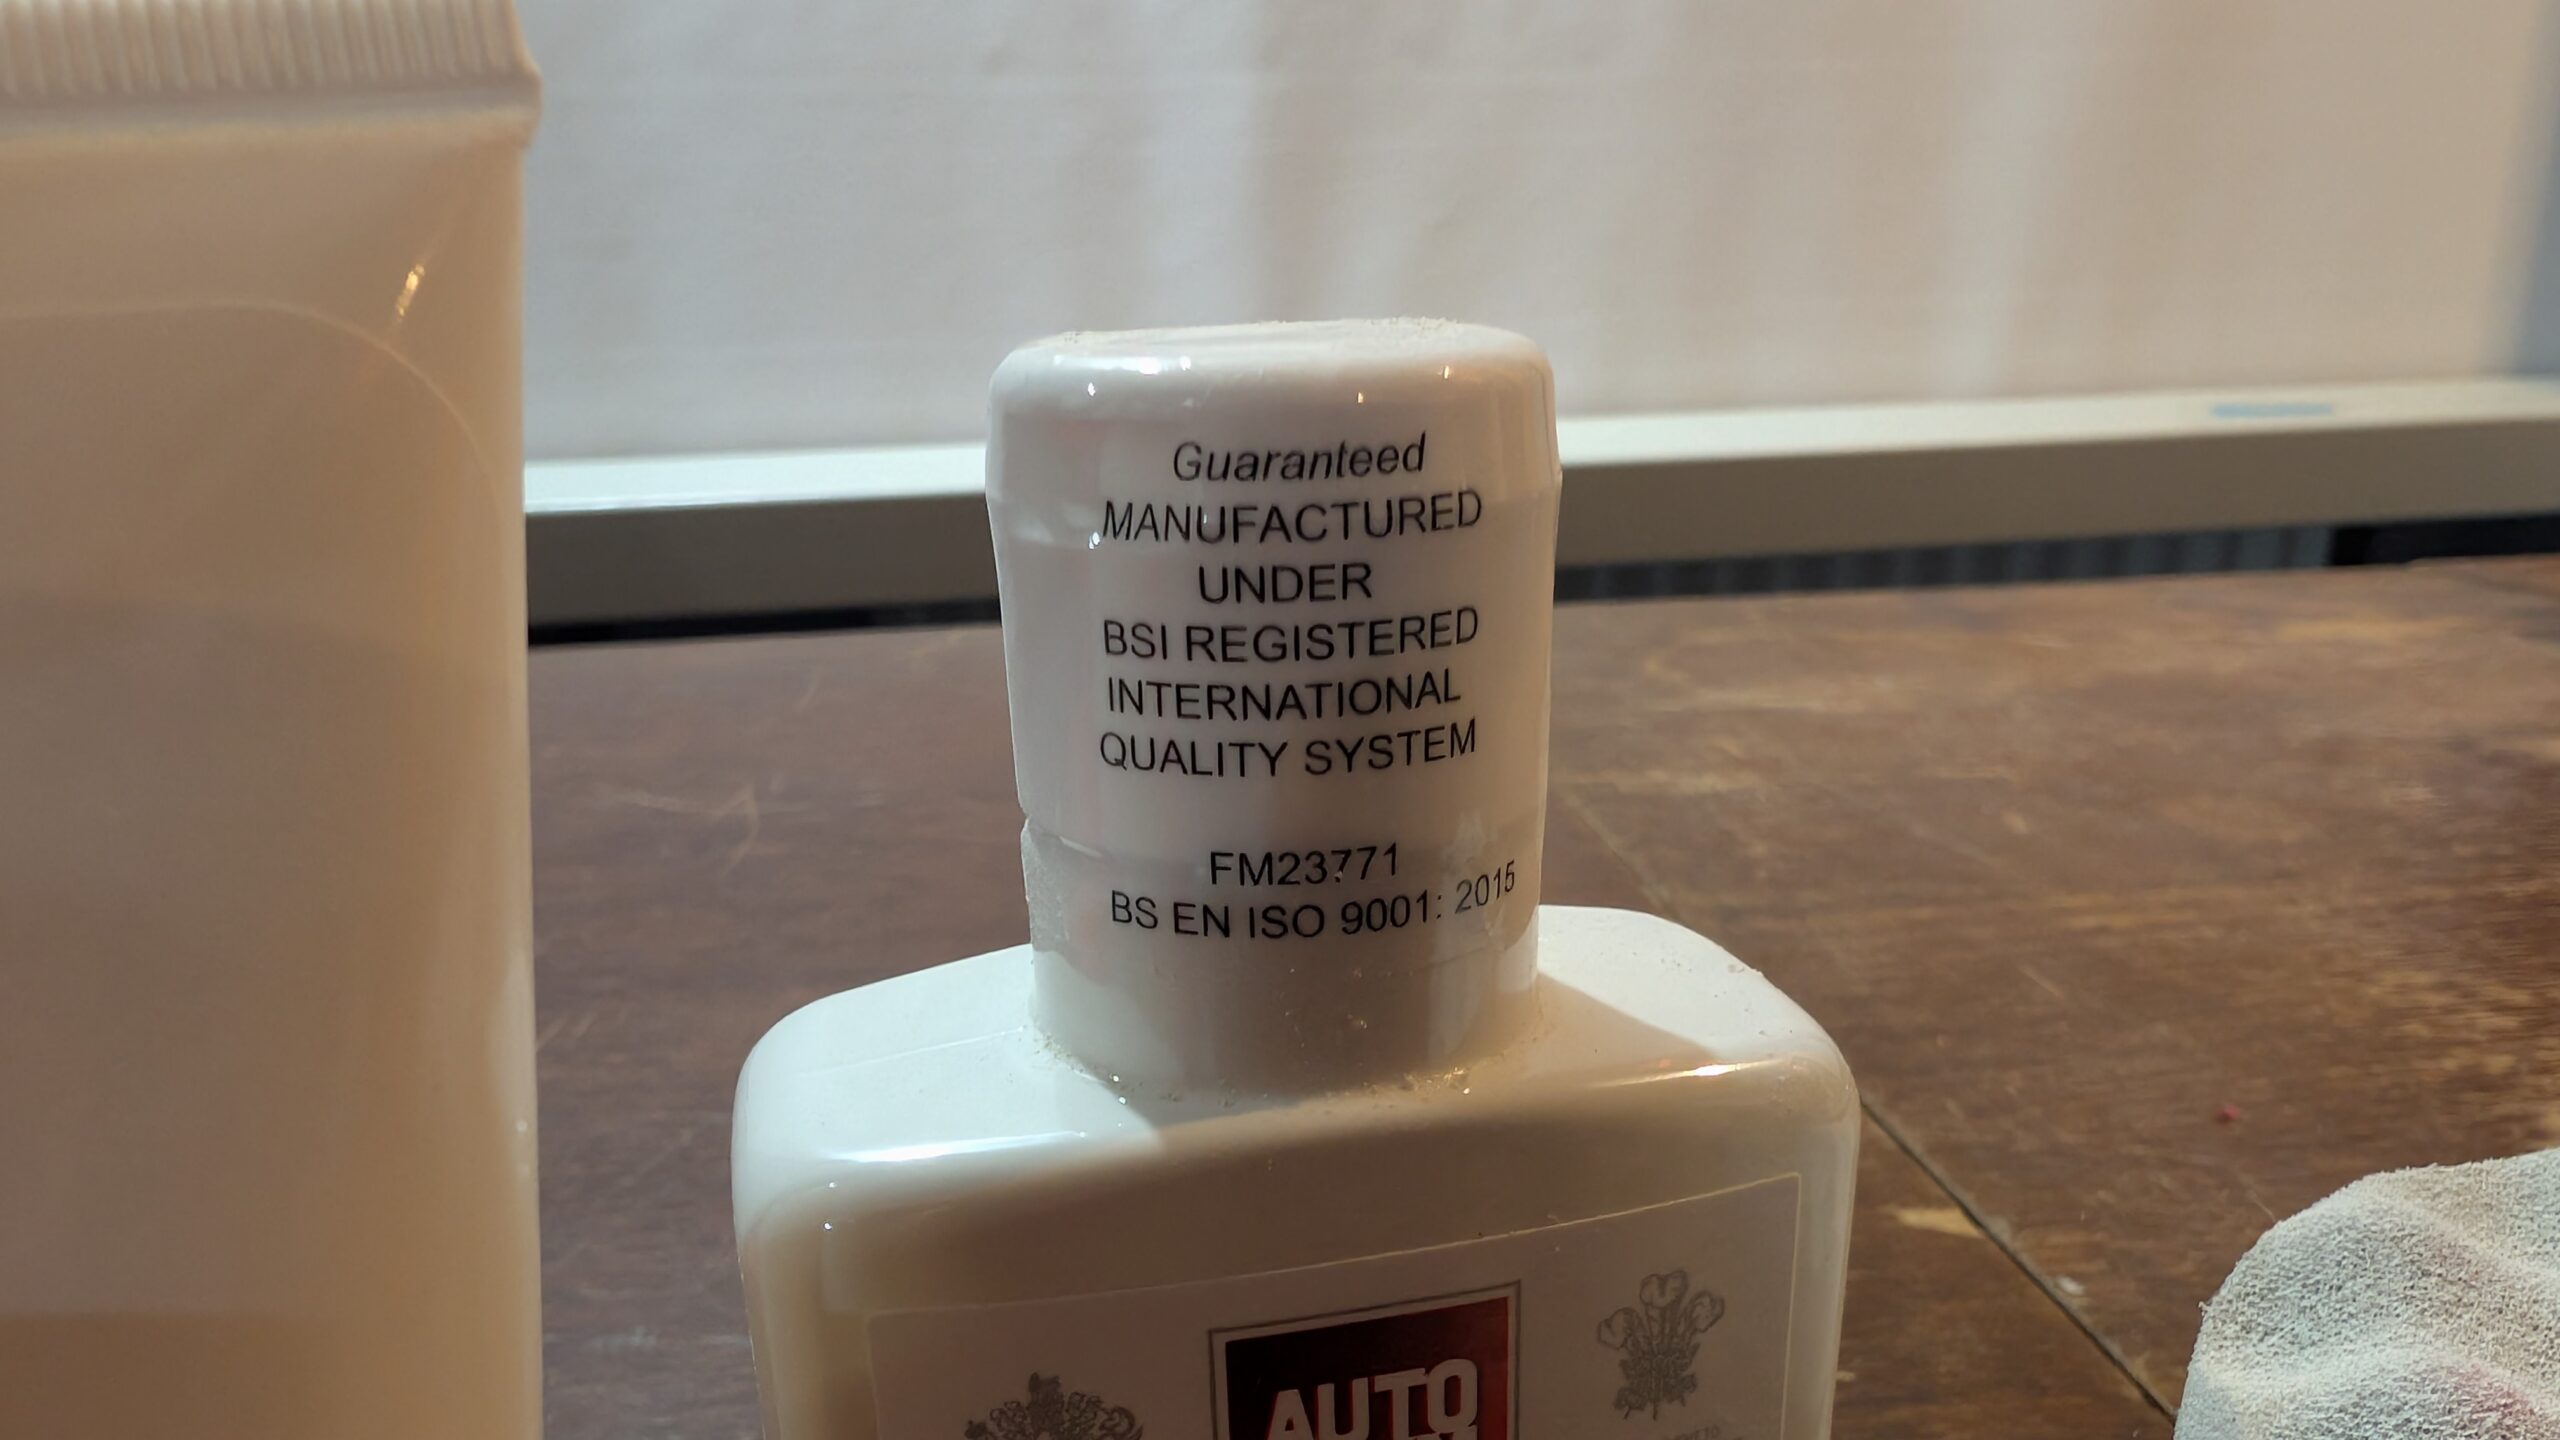 Guaranteed
MANUFACTURED
UNDER
BSI REGISTERED
INTERNATIONAL
QUALITY SYSTEM
FM23771
BS EN ISO 9001: 2015
AUTO